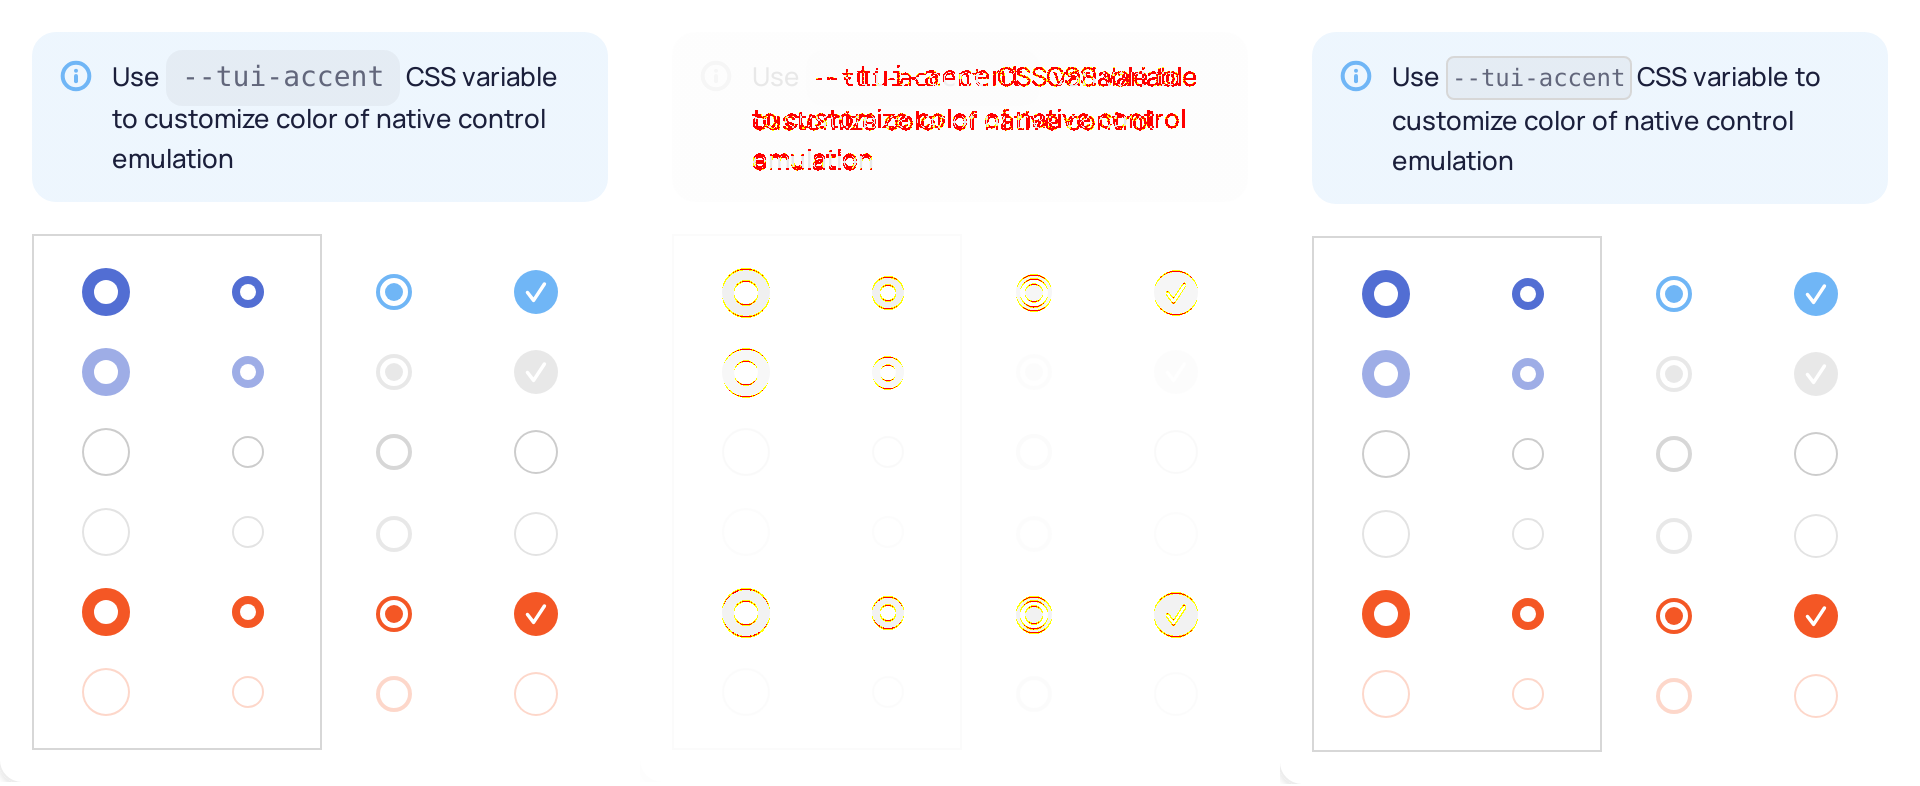 Use --tui-accent CSS variable
to customize color of native control
emulation
Use
emulation
Use --tui-accent CSS variable to
customize color of native control
emulation